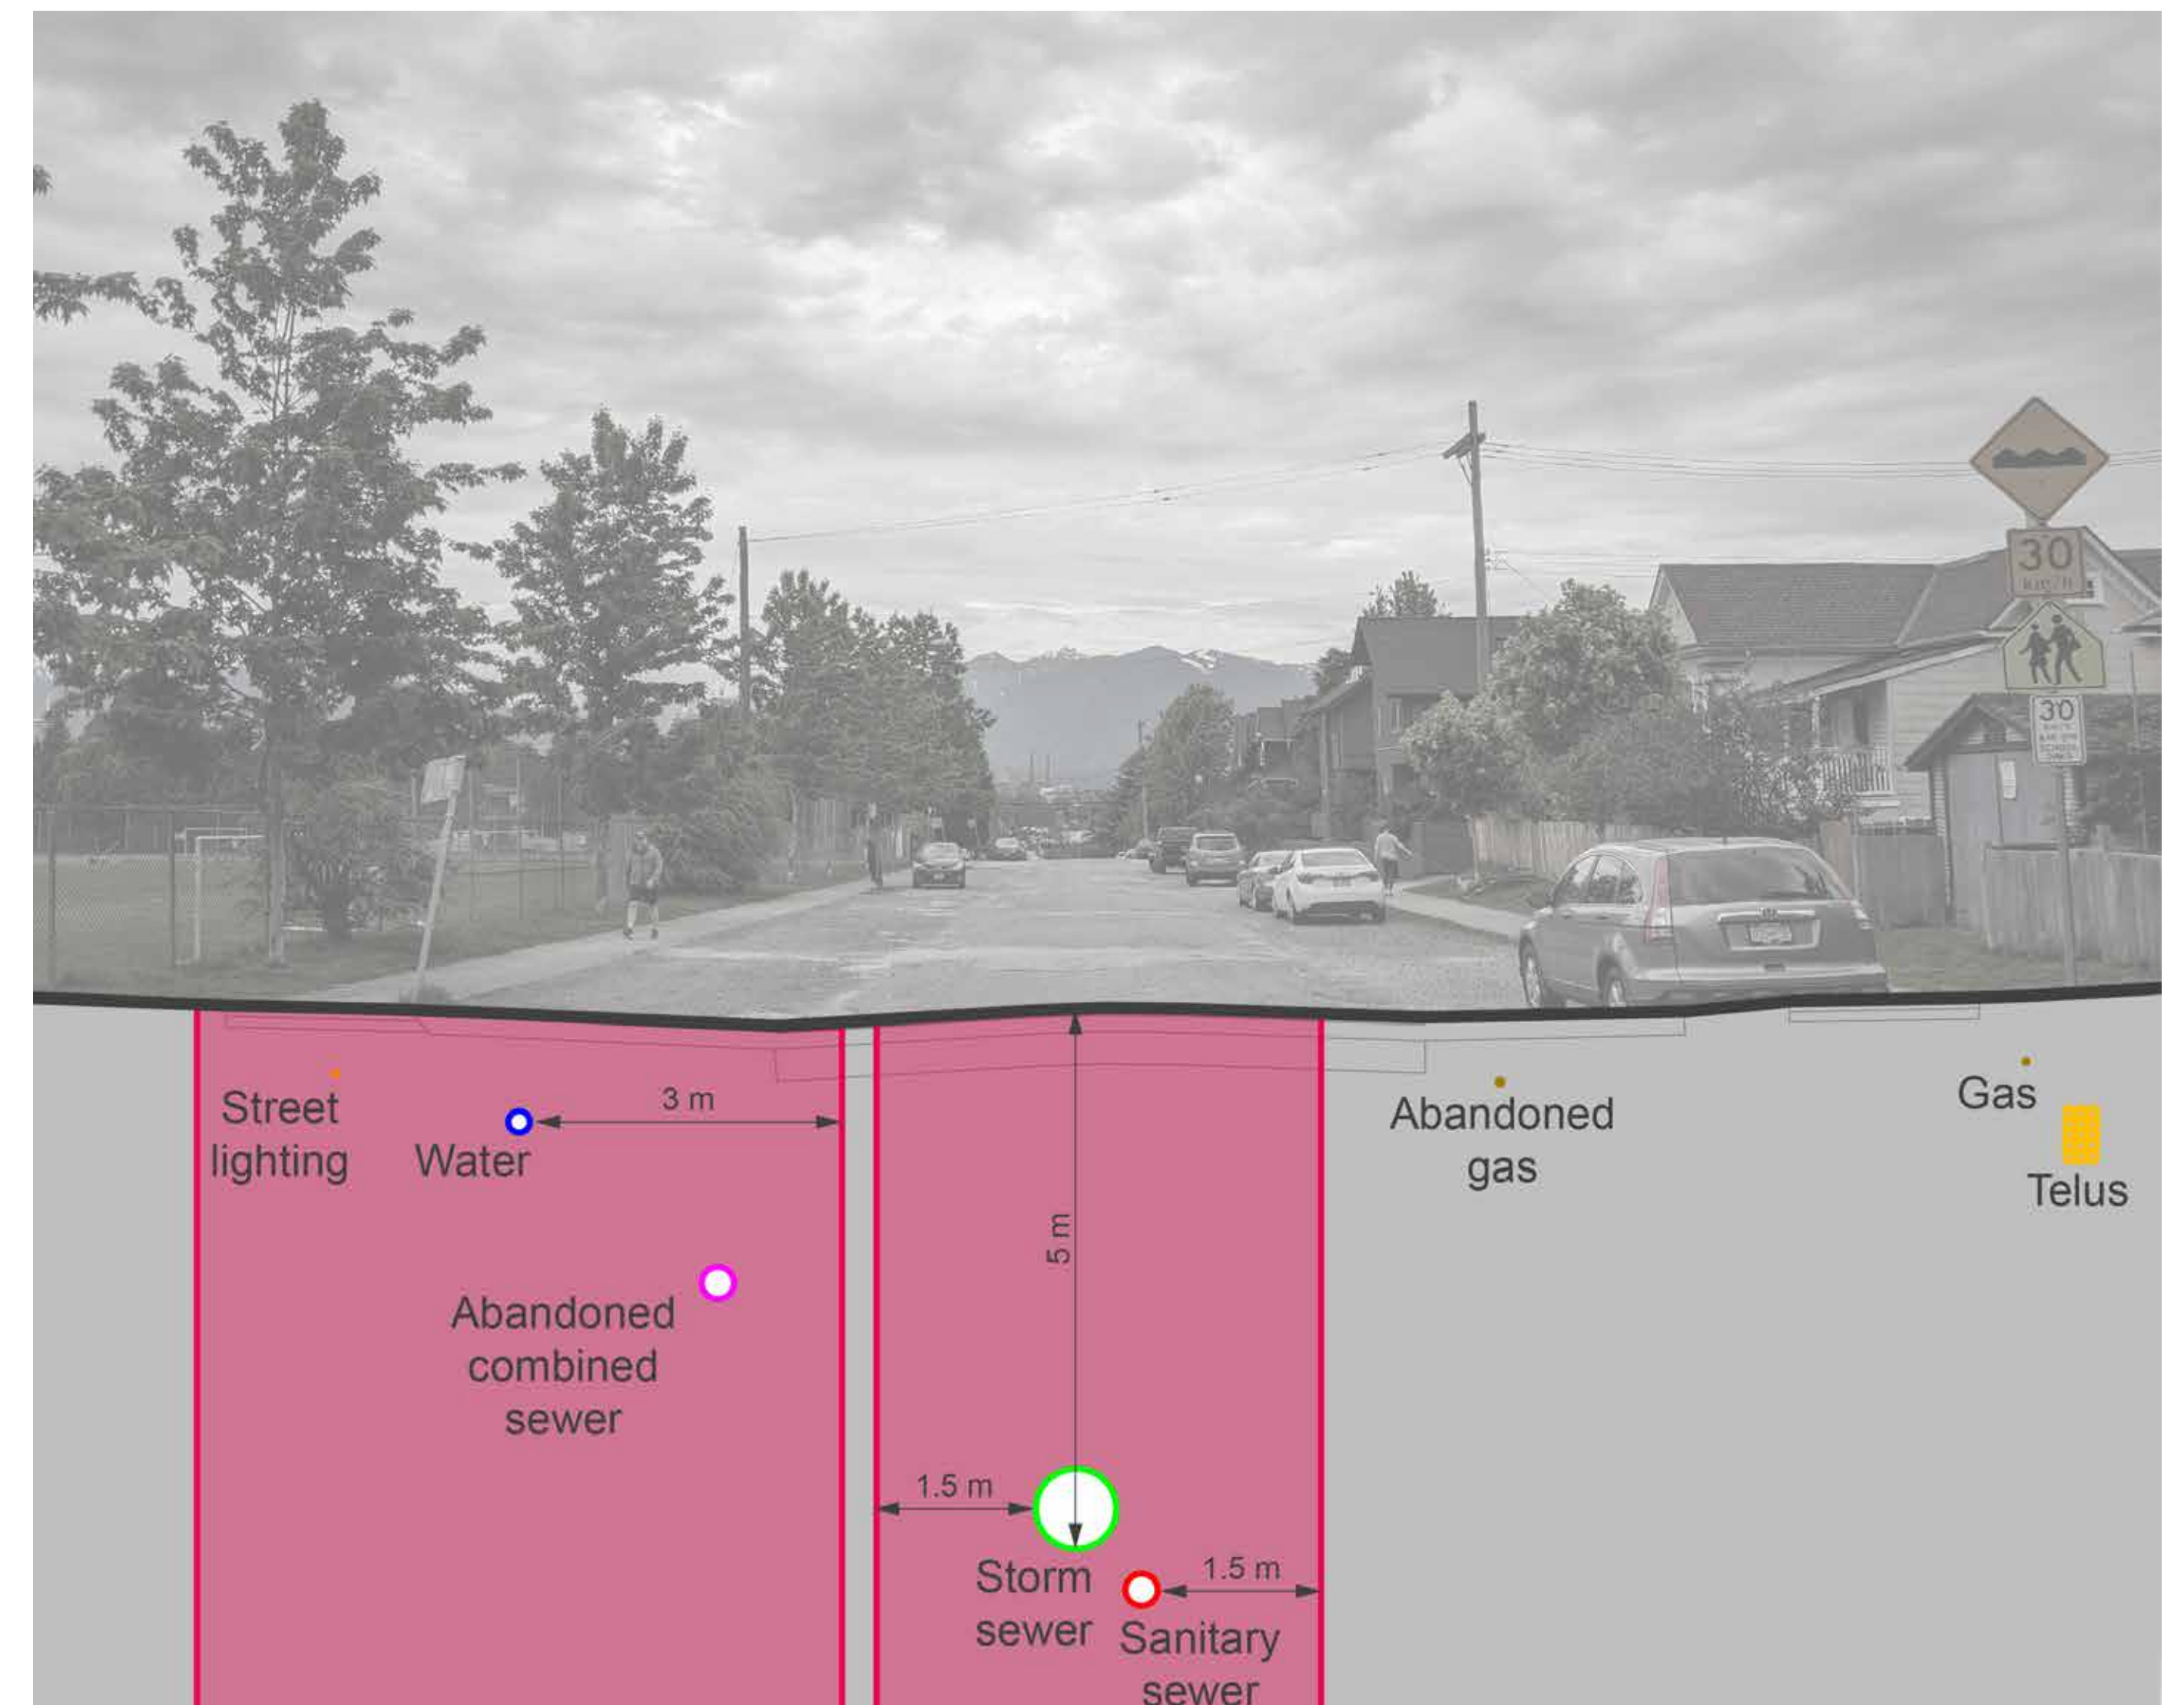 30
km/h
30
Street
lighting
Water
3 m
Abandoned
combined
sewer
5 m
1.5 m
Storm
sewer
1.5 m
Sanitary
sewer
Abandoned
gas
Gas
Telus